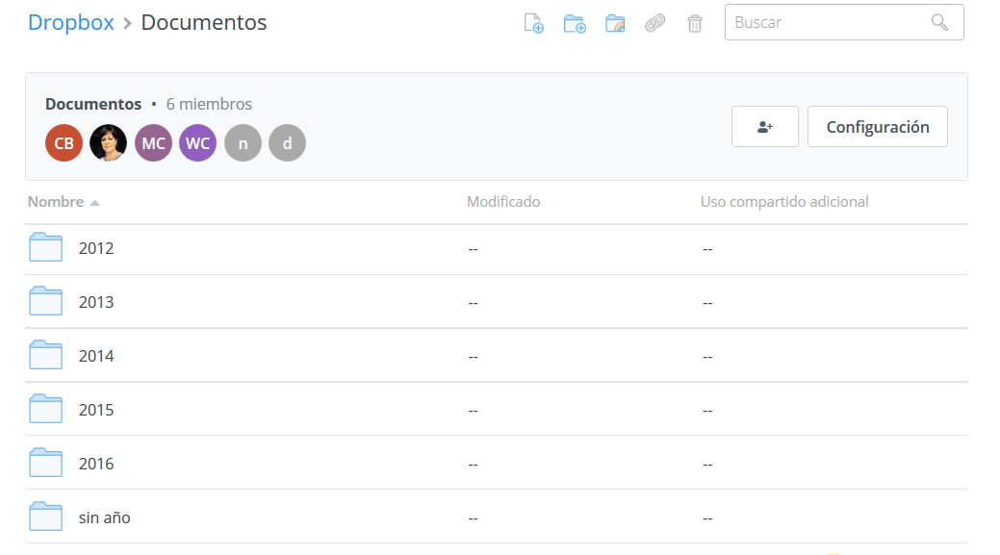 Dropbox > Documentos
Buscar
Documentos • 6 miembros
CB MC WC n d
Configuración
Nombre Modificado Uso compartido adicional
2012 -- --
2013 -- --
2014 -- --
2015 -- --
2016 -- --
sin año -- --